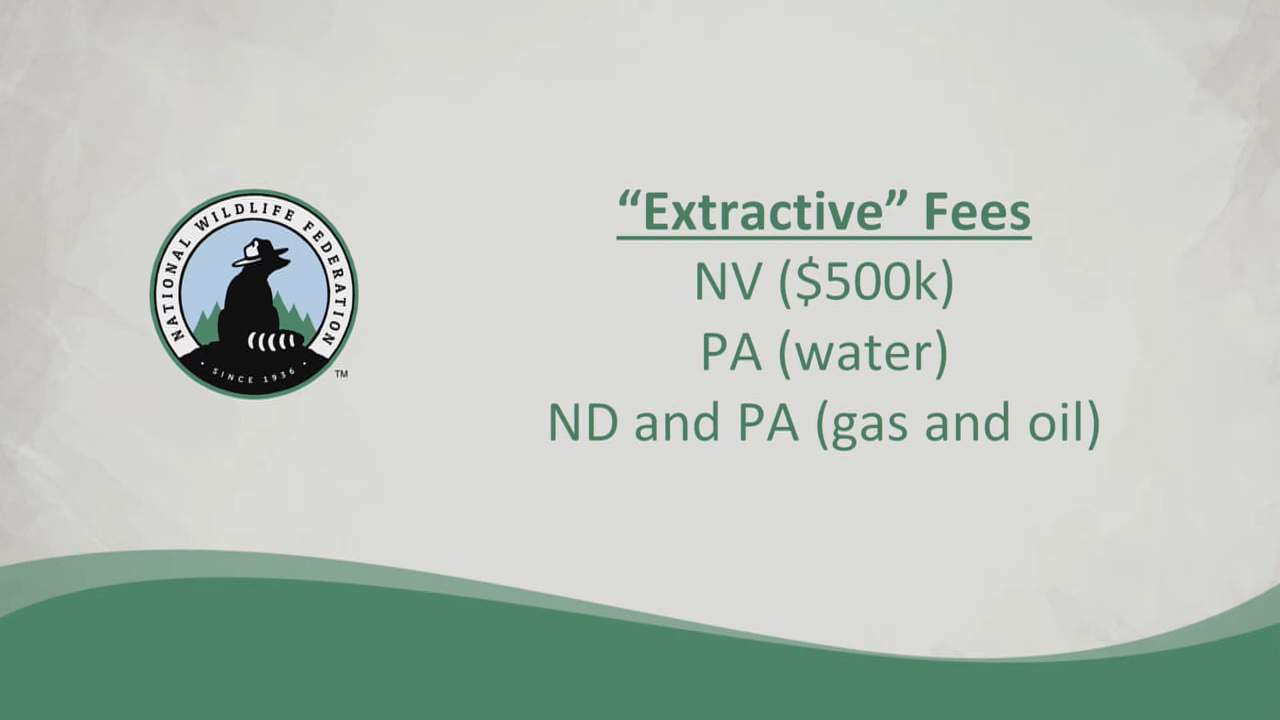 NATIONAL WILDLIFE FEDERATION
· SINCE 1936 ·
TM
“Extractive” Fees
NV ($500k)
PA (water)
ND and PA (gas and oil)